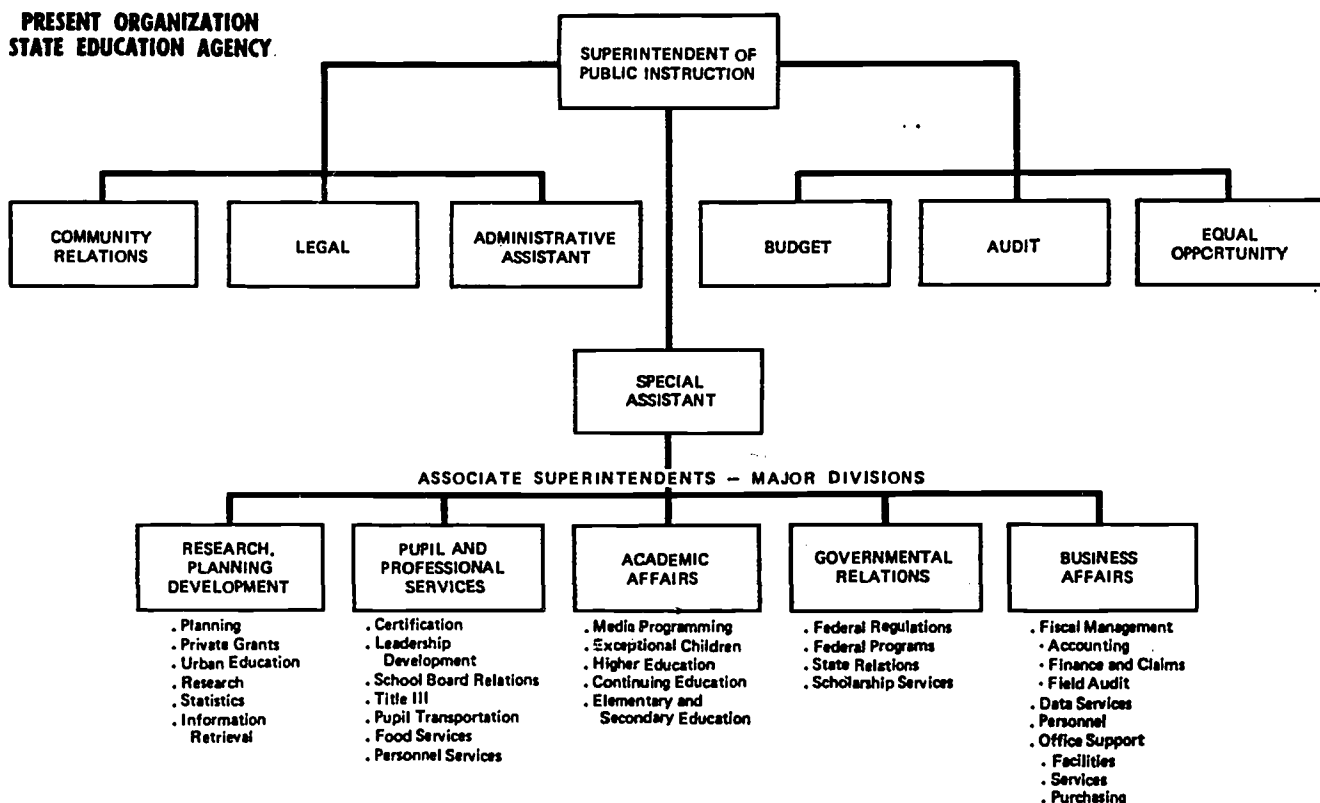 PRESENT ORGANIZATION
STATE EDUCATION AGENCY
SUPERINTENDENT OF
PUBLIC INSTRUCTION
COMMUNITY
RELATIONS
LEGAL
ADMINISTRATIVE
ASSISTANT
BUDGET
AUDIT
EQUAL
OPPORTUNITY
SPECIAL
ASSISTANT
ASSOCIATE SUPERINTENDENTS – MAJOR DIVISIONS
RESEARCH,
PLANNING
DEVELOPMENT
. Planning
. Private Grants
. Urban Education
. Research
. Statistics
. Information
Retrieval
PUPIL AND
PROFESSIONAL
SERVICES
. Certification
. Leadership
Development
. School Board Relations
. Title III
. Pupil Transportation
. Food Services
. Personnel Services
ACADEMIC
AFFAIRS
. Media Programming
. Exceptional Children
. Higher Education
. Continuing Education
. Elementary and
Secondary Education
GOVERNMENTAL
RELATIONS
. Federal Regulations
. Federal Programs
. State Relations
. Scholarship Services
BUSINESS
AFFAIRS
. Fiscal Management
. Accounting
. Finance and Claims
. Field Audit
. Data Services
. Personnel
. Office Support
. Facilities
. Services
. Purchasing